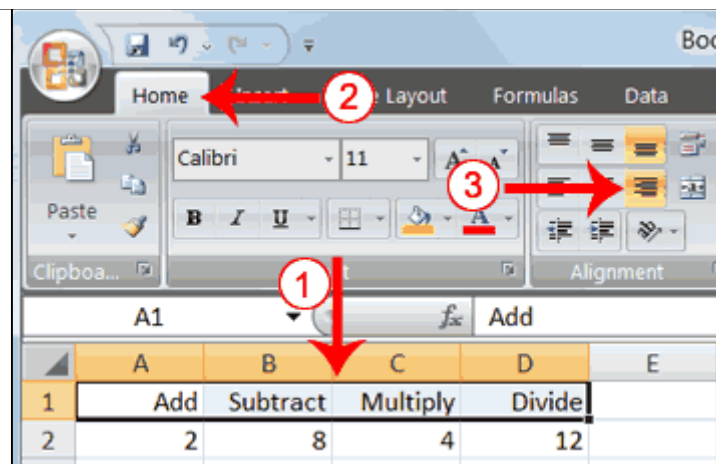 Boo
Home 2 Layout Formulas Data
Calibri 11 A A
3
Paste B I U A
Clipboa... Alignment
1
A1 fx Add
A B C D E
1 Add Subtract Multiply Divide
2 2 8 4 12